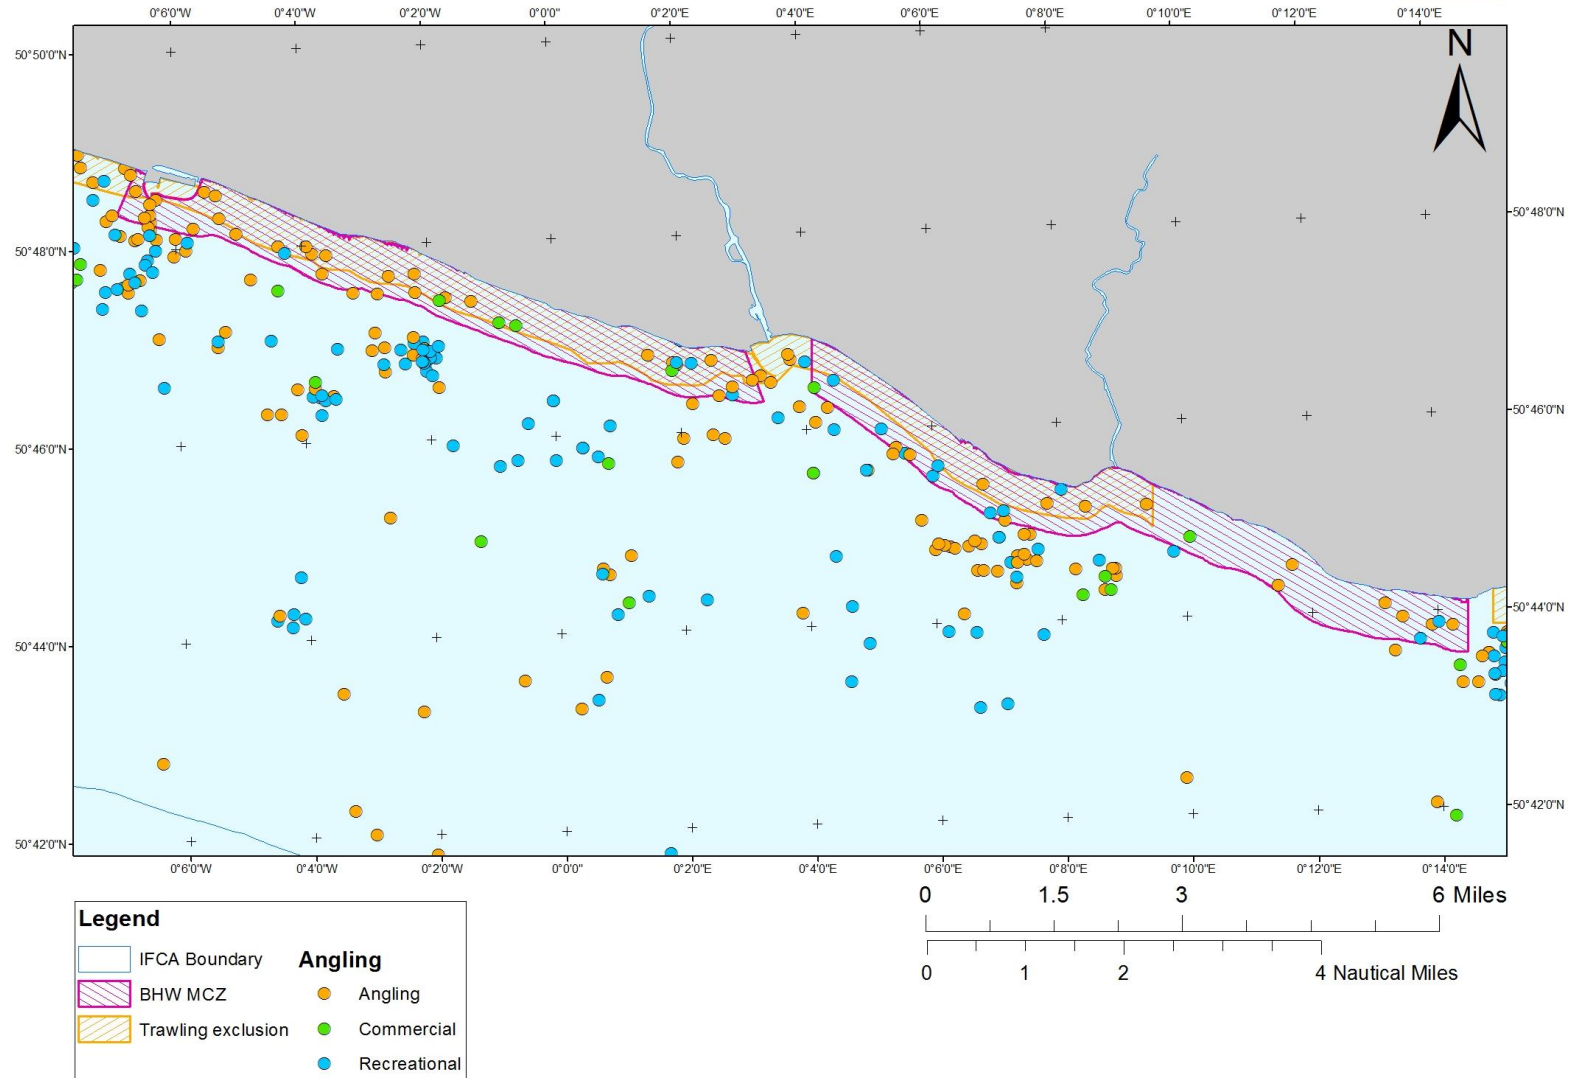 0°6'0"W 0°4'0"W 0°2'0"W 0°0'0" 0°2'0"E 0°4'0"E 0°6'0"E 0°8'0"E 0°10'0"E 0°12'0"E 0°14'0"E
N
50°50'0"N
50°48'0"N
50°48'0"N
50°46'0"N
50°46'0"N
50°44'0"N
50°44'0"N
50°42'0"N
50°42'0"N
0°6'0"W 0°4'0"W 0°2'0"W 0°0'0" 0°2'0"E 0°4'0"E 0°6'0"E 0°8'0"E 0°10'0"E 0°12'0"E 0°14'0"E
0 1.5 3 6 Miles
0 1 2 4 Nautical Miles
Legend
IFCA Boundary
BHW MCZ
Trawling exclusion
Angling
Angling
Commercial
Recreational